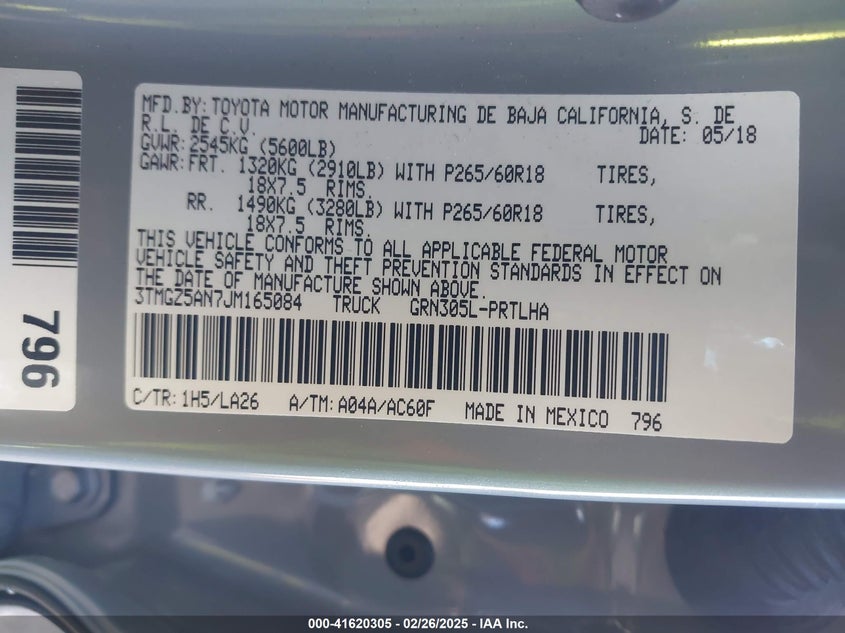 MFD.BY: TOYOTA MOTOR MANUFACTURING DE BAJA CALIFORNIA, S. DE
R.L. DE C.V. DATE: 05/18
GVWR: 2545KG (5600LB)
GAWR: FRT. 1320KG (2910LB) WITH P265/60R18 TIRES,
18X7.5 RIMS,
RR. 1490KG (3280LB) WITH P265/60R18 TIRES,
18X7.5 RIMS.
THIS VEHICLE CONFORMS TO ALL APPLICABLE FEDERAL MOTOR
VEHICLE SAFETY AND THEFT PREVENTION STANDARDS IN EFFECT ON
THE DATE OF MANUFACTURE SHOWN ABOVE.
3TMGZ5AN7JM165084 TRUCK GRN305L-PRTLHA
C/TR: 1H5/LA26 A/TM: A04A/AC60F MADE IN MEXICO 796
796
000-41620305 - 02/26/2025 - IAA Inc.